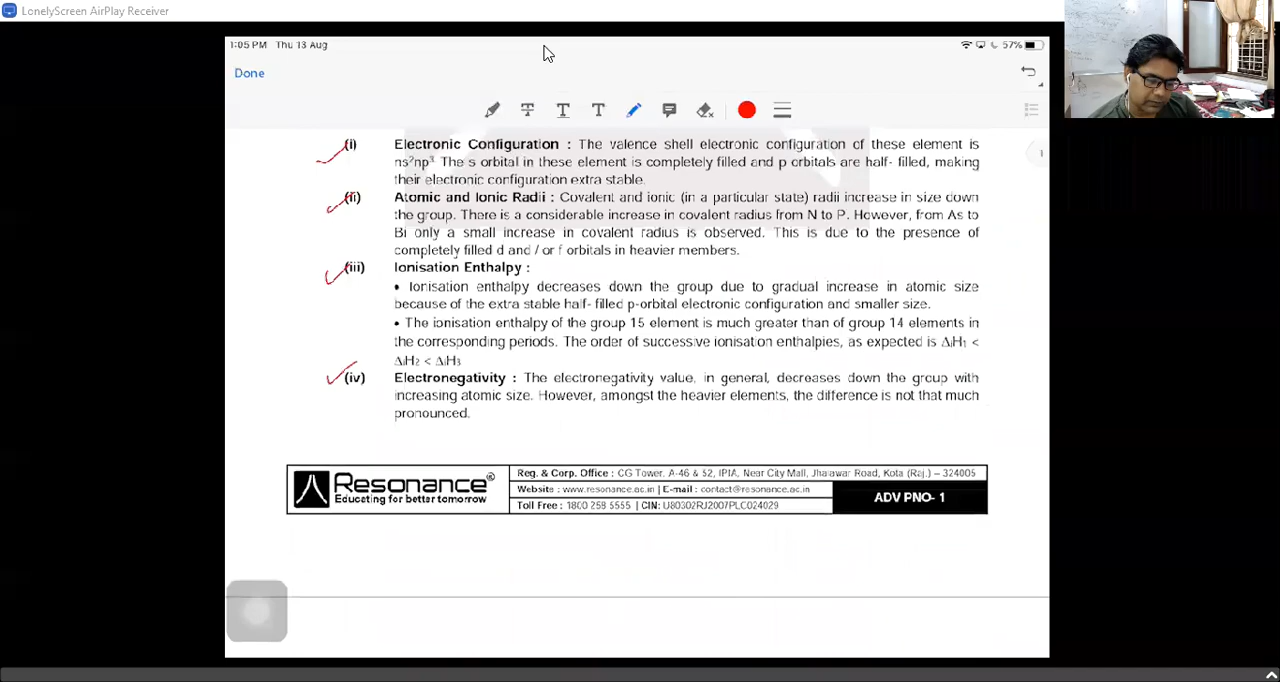 LonelyScreen AirPlay Receiver
1:05 PM Thu 13 Aug
57%
Done
(i) Electronic Configuration : The valence shell electronic configuration of these element is
ns²np³. The s orbital in these element is completely filled and p orbitals are half- filled, making
their electronic configuration extra stable.
(ii) Atomic and Ionic Radii : Covalent and ionic (in a particular state) radii increase in size down
the group. There is a considerable increase in covalent radius from N to P. However, from As to
Bi only a small increase in covalent radius is observed. This is due to the presence of
completely filled d and / or f orbitals in heavier members.
(iii) Ionisation Enthalpy :
• Ionisation enthalpy decreases down the group due to gradual increase in atomic size
because of the extra stable half- filled p-orbital electronic configuration and smaller size.
• The ionisation enthalpy of the group 15 element is much greater than of group 14 elements in
the corresponding periods. The order of successive ionisation enthalpies, as expected is ΔᵢH₁ <
ΔᵢH₂ < ΔᵢH₃
(iv) Electronegativity : The electronegativity value, in general, decreases down the group with
increasing atomic size. However, amongst the heavier elements, the difference is not that much
pronounced.
Resonance®
Educating for better tomorrow
Reg. & Corp. Office : CG Tower, A-46 & 52, IPIA, Near City Mall, Jhalawar Road, Kota (Raj.) – 324005
Website : www.resonance.ac.in | E-mail : contact@resonance.ac.in
Toll Free : 1800 258 5555 | CIN: U80302RJ2007PLC024029
ADV PNO- 1